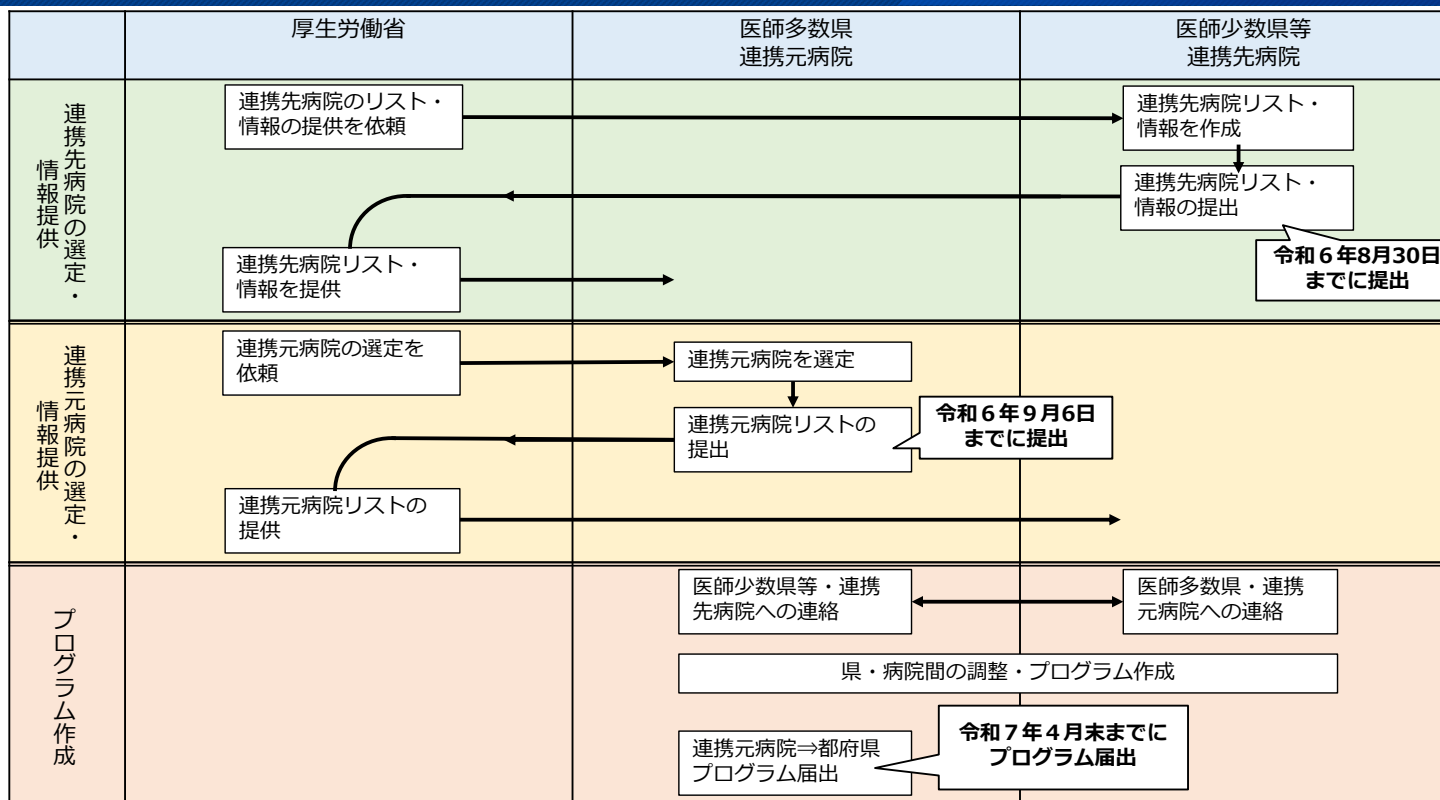 厚生労働省
医師多数県
連携元病院
医師少数県等
連携先病院
連携先病院の選定・
情報提供
連携先病院のリスト・
情報の提供を依頼
連携先病院リスト・
情報を作成
連携先病院リスト・
情報の提出
令和６年8月30日
までに提出
連携先病院リスト・
情報を提供
連携元病院の選定・
情報提供
連携元病院の選定を
依頼
連携元病院を選定
連携元病院リストの
提出
令和６年９月6日
までに提出
連携元病院リストの
提供
プログラム作成
医師少数県等・連携
先病院への連絡
医師多数県・連携
元病院への連絡
県・病院間の調整・プログラム作成
連携元病院⇒都府県
プログラム届出
令和７年４月末までに
プログラム届出